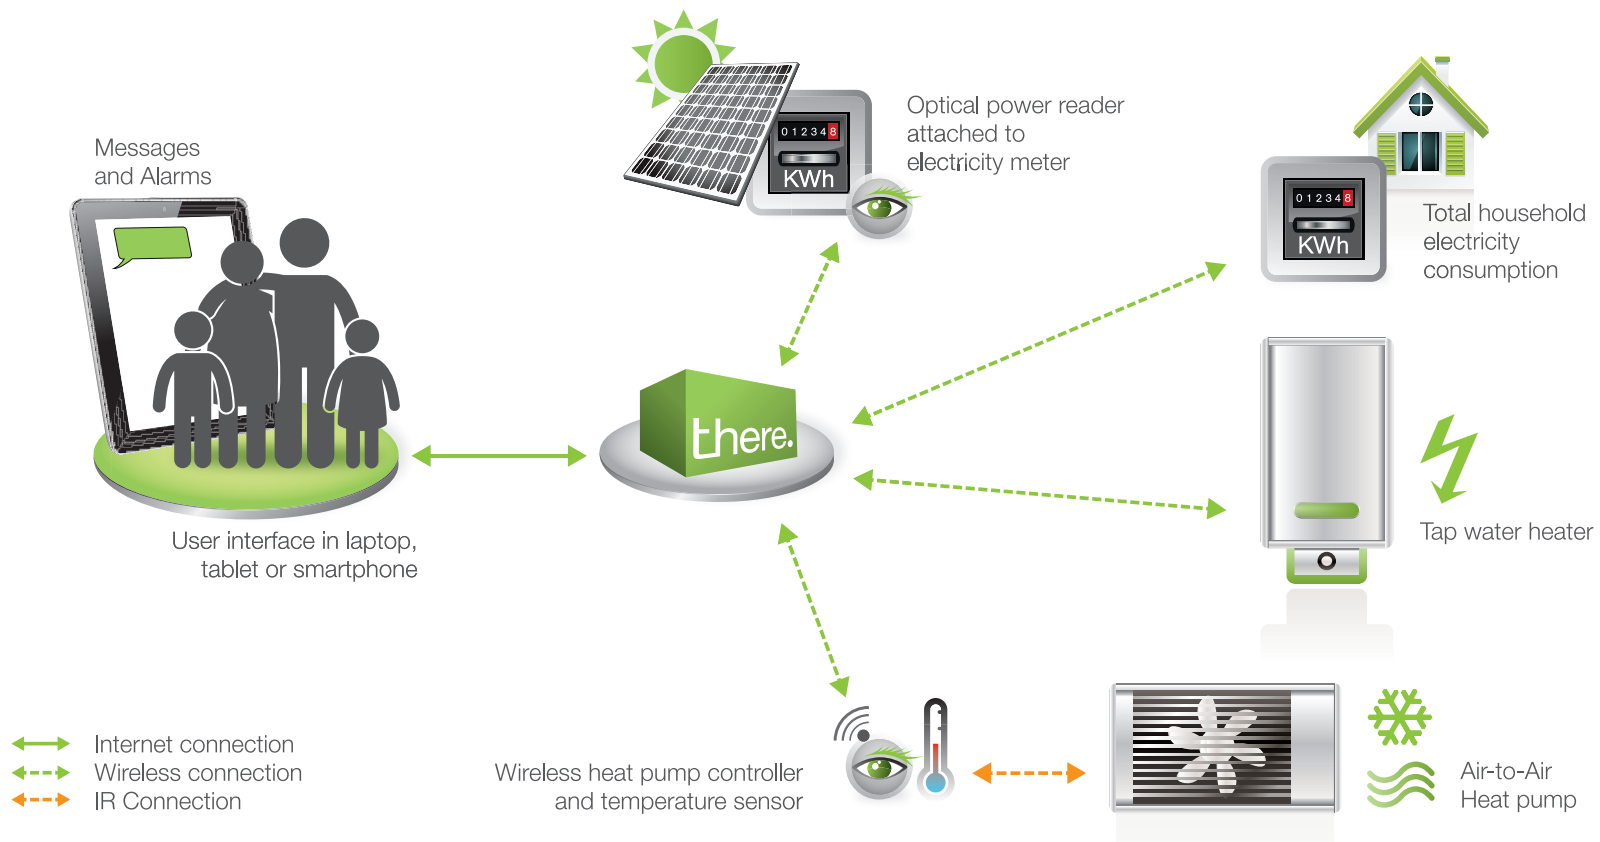 Messages
and Alarms
User interface in laptop,
tablet or smartphone
012348
KWh
Optical power reader
attached to
electricity meter
012348
KWh
Total household
electricity
consumption
there.
Tap water heater
Wireless heat pump controller
and temperature sensor
Air-to-Air
Heat pump
Internet connection
Wireless connection
IR Connection